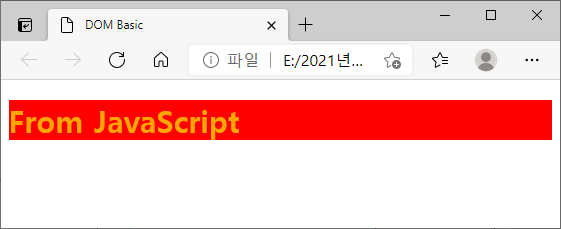 DOM Basic
파일 E:/2021년...
From JavaScript